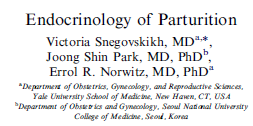 Endocrinology of Parturition
Victoria Snegovskikh, MDa,*,
Joong Shin Park, MD, PhDb,
Errol R. Norwitz, MD, PhDa
aDepartment of Obstetrics, Gynecology, and Reproductive Sciences,
Yale University School of Medicine, New Haven, CT, USA
bDepartment of Obstetrics and Gynecology, Seoul National University
College of Medicine, Seoul, Korea